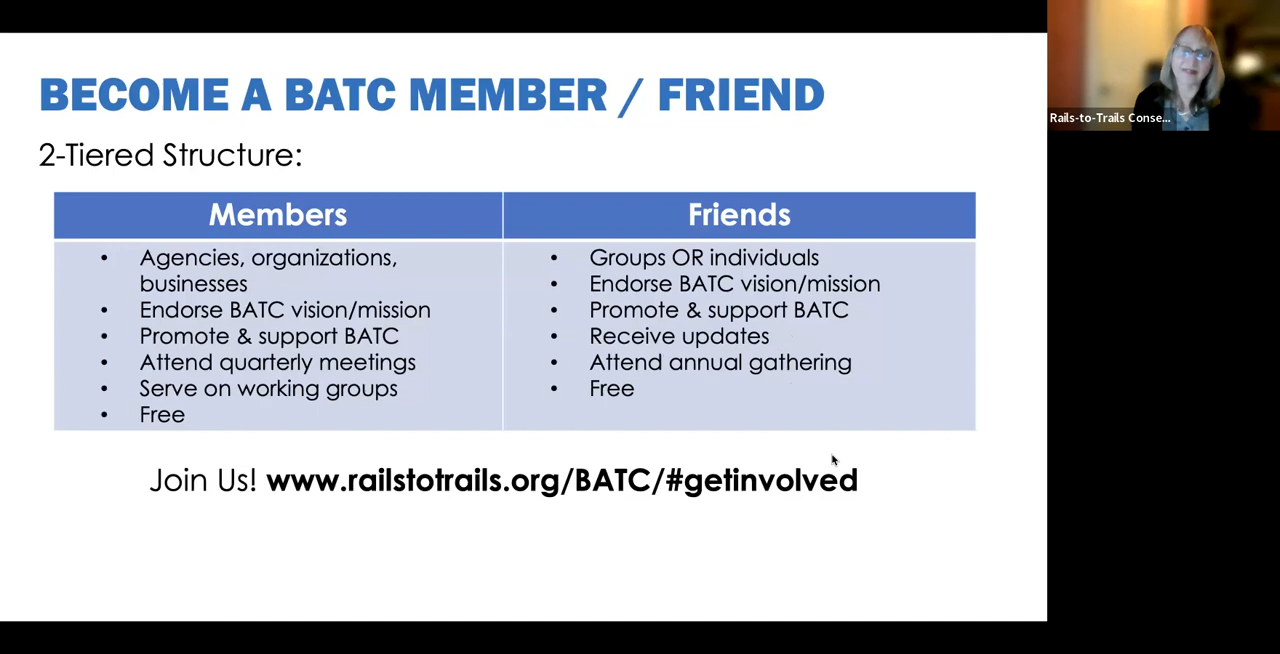 BECOME A BATC MEMBER / FRIEND
2-Tiered Structure:
Members
• Agencies, organizations,
businesses
• Endorse BATC vision/mission
• Promote & support BATC
• Attend quarterly meetings
• Serve on working groups
• Free
Friends
• Groups OR individuals
• Endorse BATC vision/mission
• Promote & support BATC
• Receive updates
• Attend annual gathering
• Free
Join Us! www.railstotrails.org/BATC/#getinvolved
Rails-to-Trails Conse...